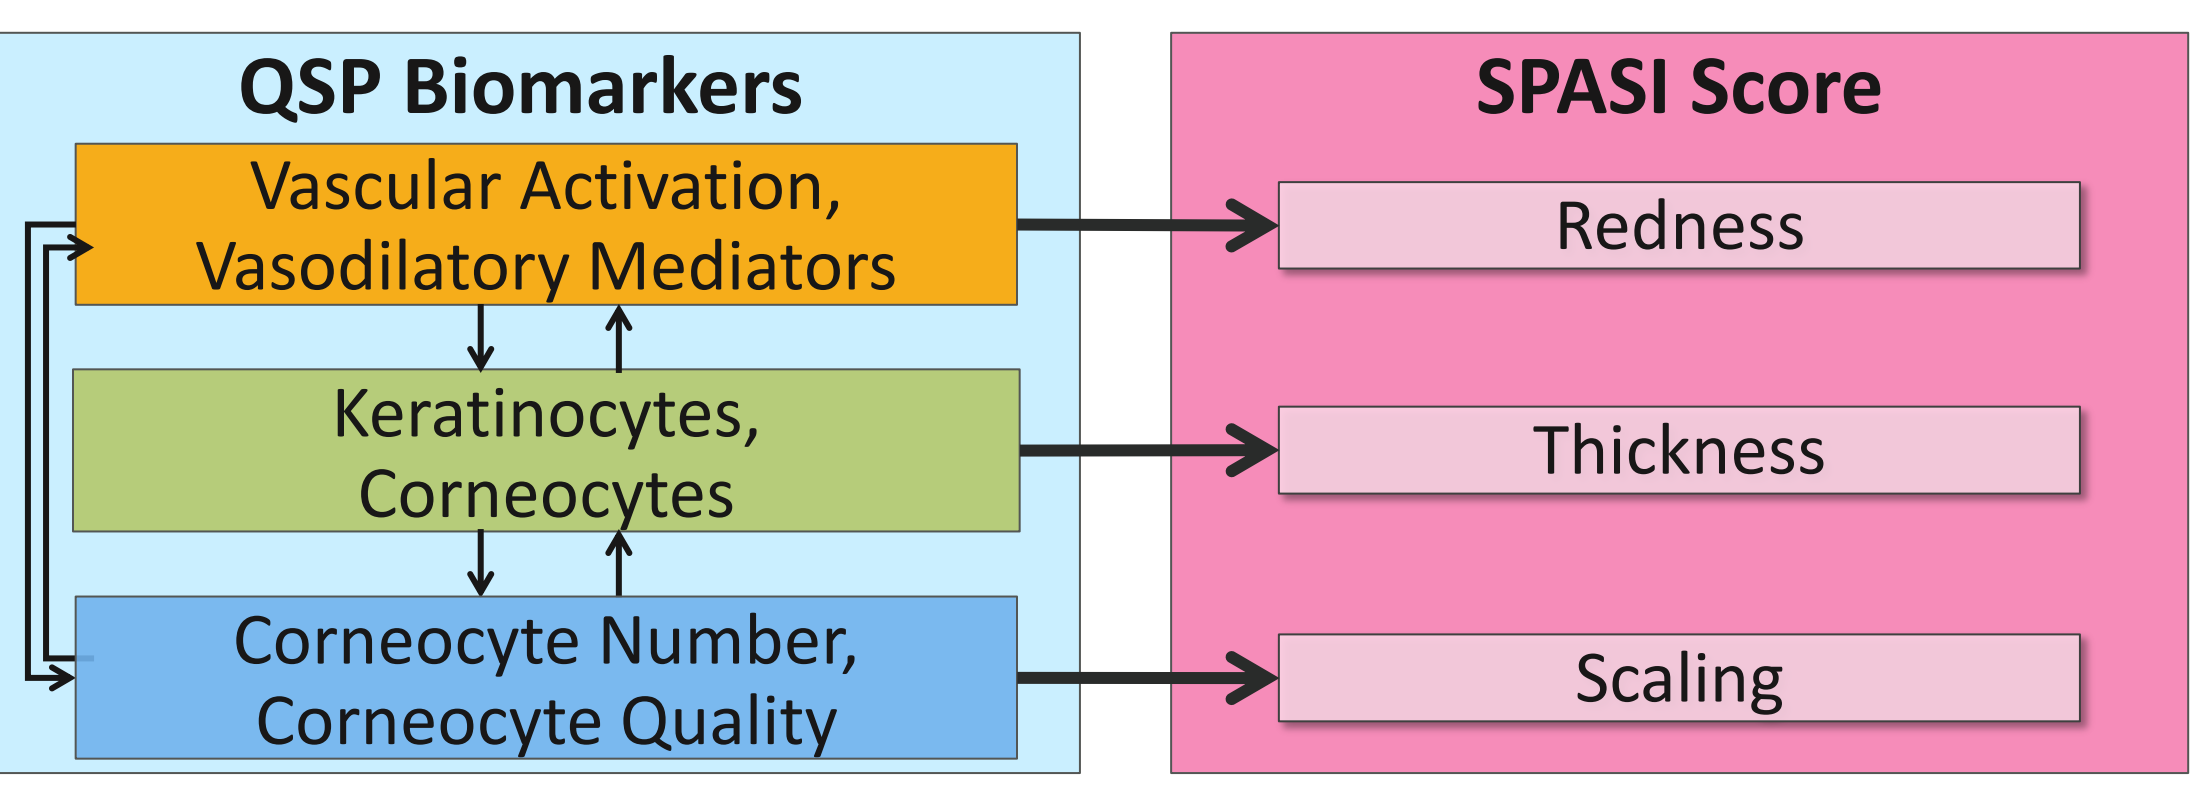 QSP Biomarkers
Vascular Activation,
Vasodilatory Mediators
Keratinocytes,
Corneocytes
Corneocyte Number,
Corneocyte Quality
SPASI Score
Redness
Thickness
Scaling